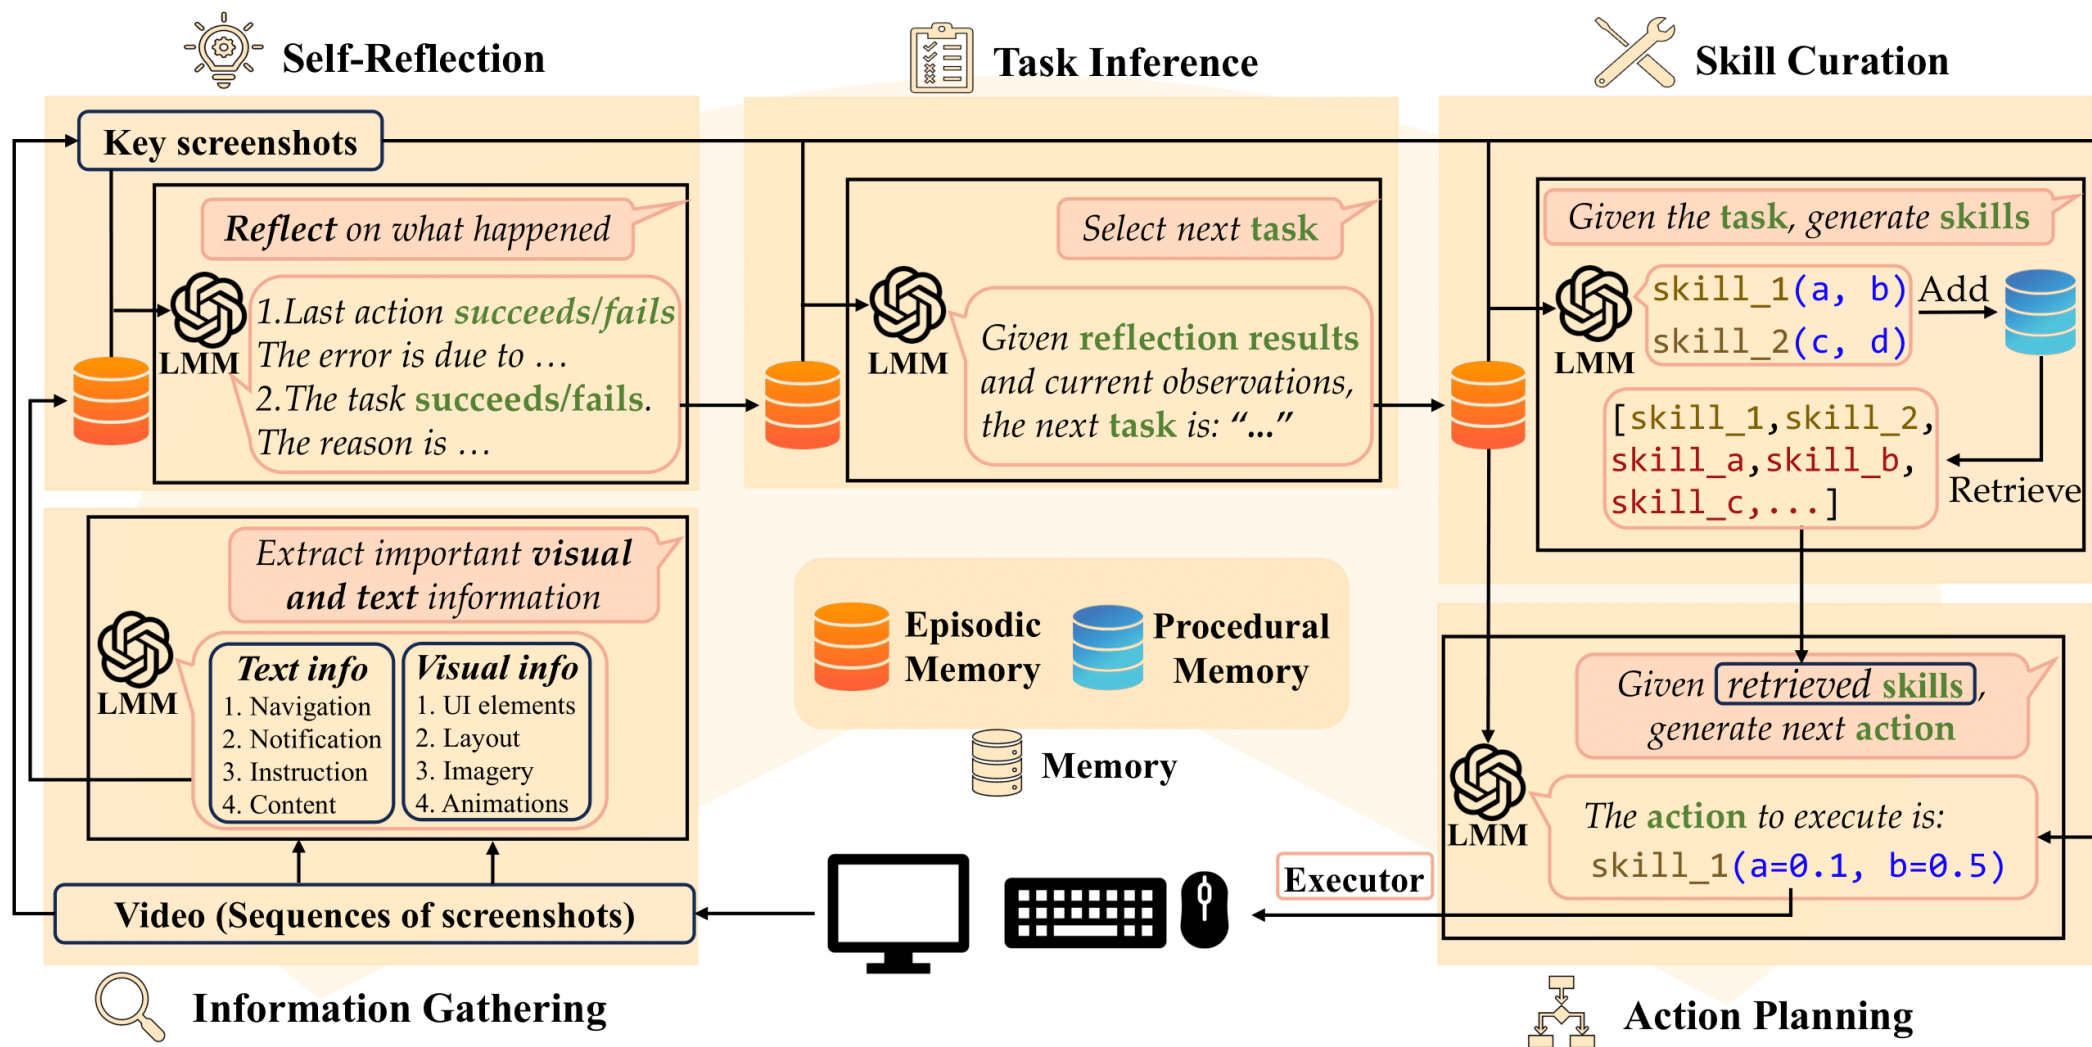 Self-Reflection
Key screenshots
Reflect on what happened
LMM
1.Last action succeeds/fails
The error is due to …
2.The task succeeds/fails.
The reason is …
Task Inference
Select next task
LMM
Given reflection results
and current observations,
the next task is: “...”
Skill Curation
Given the task, generate skills
LMM
skill_1(a, b)
skill_2(c, d)
Add
[skill_1,skill_2,
skill_a,skill_b,
skill_c,...]
Retrieve
Extract important visual
and text information
LMM
Text info
1. Navigation
2. Notification
3. Instruction
4. Content
Visual info
1. UI elements
2. Layout
3. Imagery
4. Animations
Video (Sequences of screenshots)
Information Gathering
Episodic
Memory
Procedural
Memory
Memory
Given retrieved skills,
generate next action
LMM
The action to execute is:
skill_1(a=0.1, b=0.5)
Executor
Action Planning